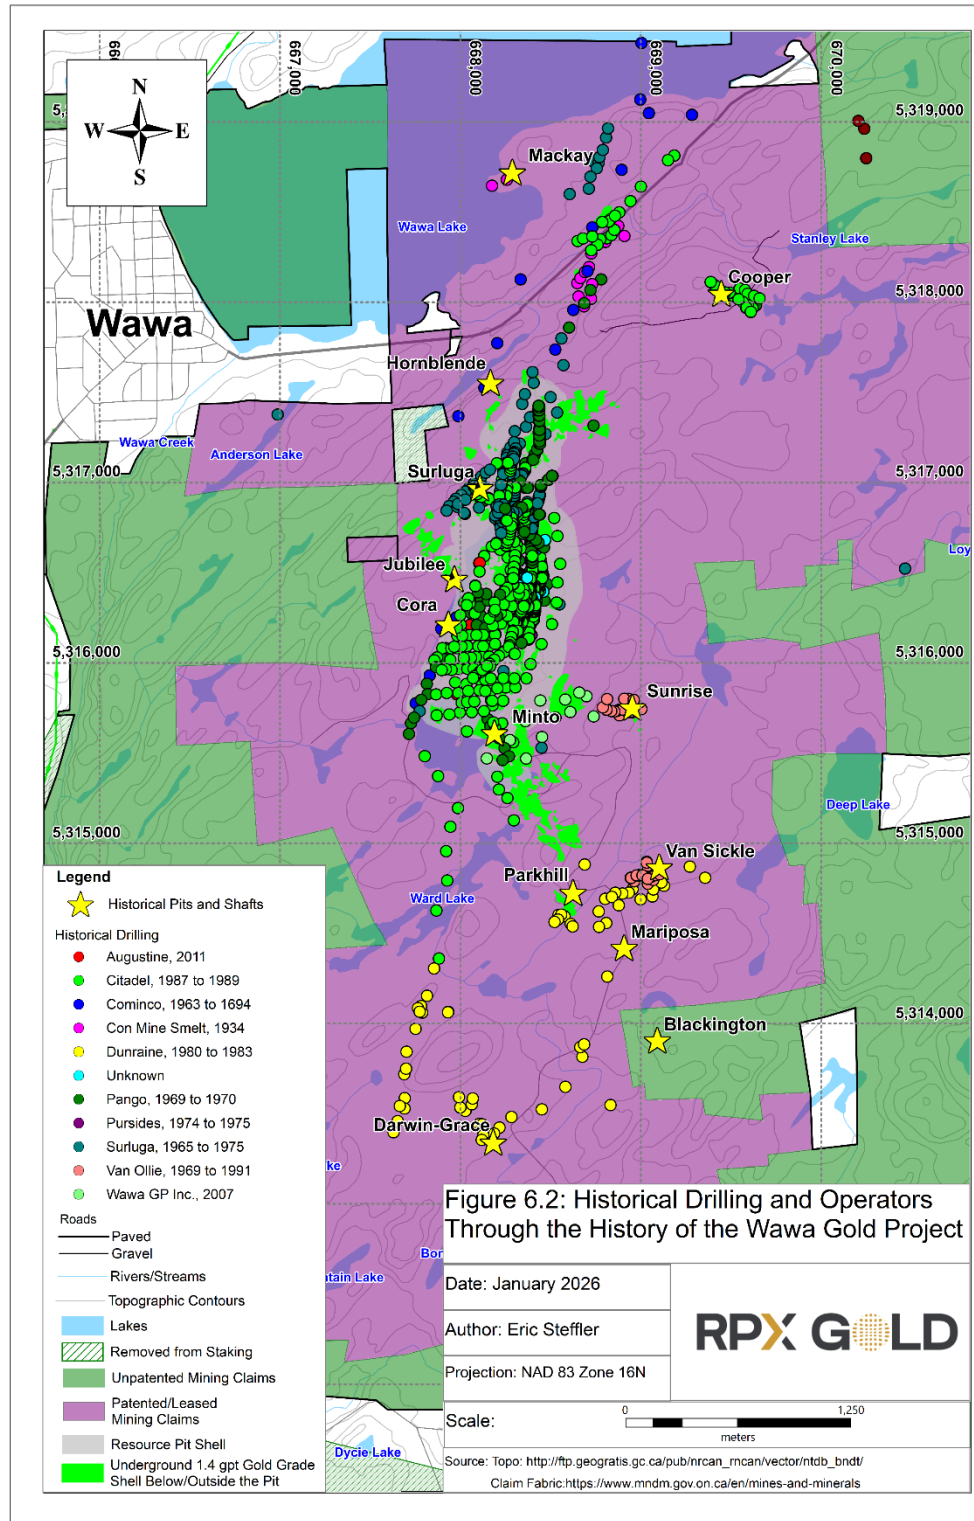 667,000
668,000
669,000
670,000
N
W E
S
5,319,000
Mackay
Wawa Lake
Stanley Lake
Cooper
5,318,000
Wawa
Hornblende
Wawa Creek
Anderson Lake
5,317,000
Surluga
5,317,000
Loy
Jubilee
Cora
5,316,000
5,316,000
Sunrise
Minto
Deep Lake
5,315,000
5,315,000
Van Sickle
Parkhill
Ward Lake
Mariposa
5,314,000
Blackington
Darwin-Grace
ke
Bor
ntain Lake
Dycie Lake
Legend
Historical Pits and Shafts
Historical Drilling
Augustine, 2011
Citadel, 1987 to 1989
Cominco, 1963 to 1694
Con Mine Smelt, 1934
Dunraine, 1980 to 1983
Unknown
Pango, 1969 to 1970
Pursides, 1974 to 1975
Surluga, 1965 to 1975
Van Ollie, 1969 to 1991
Wawa GP Inc., 2007
Roads
Paved
Gravel
Rivers/Streams
Topographic Contours
Lakes
Removed from Staking
Unpatented Mining Claims
Patented/Leased
Mining Claims
Resource Pit Shell
Underground 1.4 gpt Gold Grade
Shell Below/Outside the Pit
Figure 6.2: Historical Drilling and Operators
Through the History of the Wawa Gold Project
Date: January 2026
Author: Eric Steffler
Projection: NAD 83 Zone 16N
RPX GOLD
Scale:
0 1,250
meters
Source: Topo: http://ftp.geogratis.gc.ca/pub/nrcan_rncan/vector/ntdb_bndt/
Claim Fabric:https://www.mndm.gov.on.ca/en/mines-and-minerals